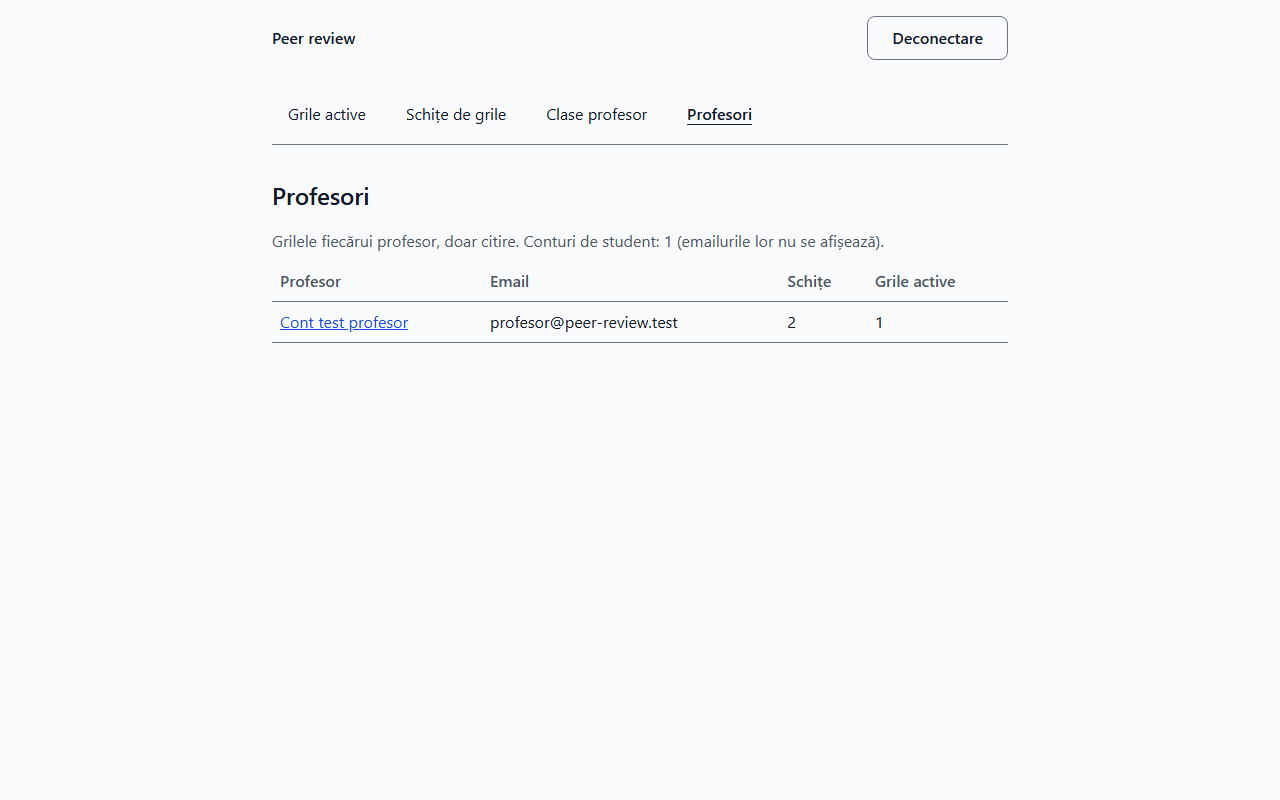 Peer review
Deconectare
Grile active
Schițe de grile
Clase profesor
Profesori
Profesori
Grilele fiecărui profesor, doar citire. Conturi de student: 1 (emailurile lor nu se afișează).
Profesor Email Schițe Grile active
Cont test profesor profesor@peer-review.test 2 1